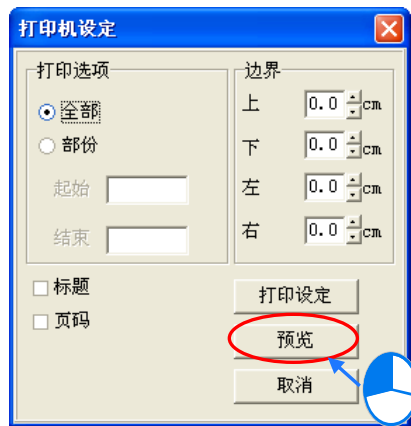 打印机设定
打印选项
全部
部份
起始
结束
边界
上 0.0 cm
下 0.0 cm
左 0.0 cm
右 0.0 cm
标题
页码
打印设定
预览
取消